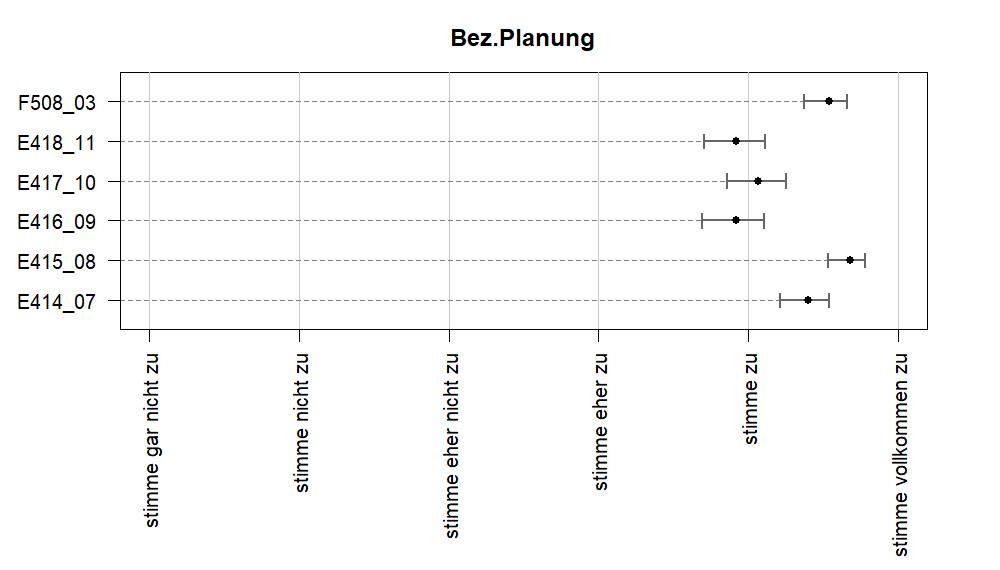 Bez.Planung
F508_03
E418_11
E417_10
E416_09
E415_08
E414_07
stimme gar nicht zu
stimme nicht zu
stimme eher nicht zu
stimme eher zu
stimme zu
stimme vollkommen zu